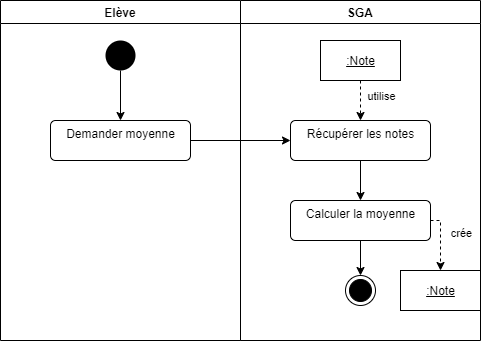 Elève
SGA
:Note
utilise
Demander moyenne
Récupérer les notes
Calculer la moyenne
crée
:Note